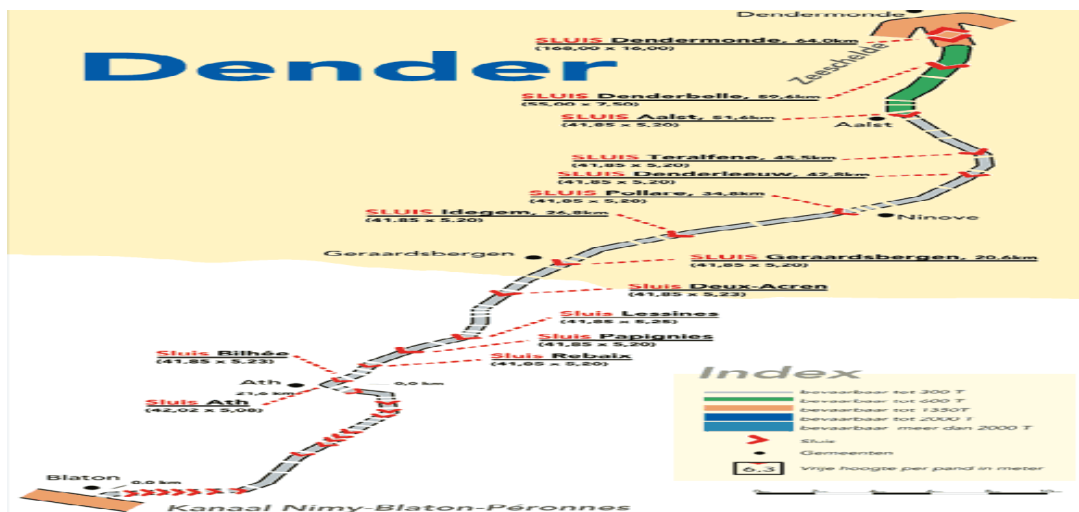 Dendermonde
Dender
SLUIS Dendermonde, 64.0km
(168,00 x 16,00)
Zeeschelde
SLUIS Denderbelle, 59,6km
(55,00 x 7,50)
SLUIS Aalst, 51,6km
(41,85 x 5,20)
Aalst
SLUIS Teralfene, 45,5km
(41,85 x 5,20)
SLUIS Denderleeuw, 42,8km
(41,85 x 5,20)
SLUIS Pollare, 34,8km
(41,85 x 5,20)
SLUIS Idegem, 26,8km
(41,85 x 5,20)
Ninove
Geraardsbergen
SLUIS Geraardsbergen, 20,6km
(41,85 x 5,20)
Sluis Deux-Acren
(41,85 x 5,23)
Sluis Lessines
(41,85 x 5,25)
Sluis Papignies
(41,85 x 5,20)
Sluis Bilhée
(41,85 x 5,23)
Sluis Rebaix
(41,85 x 5,20)
Ath
0,0 km
21,6 km
Sluis Ath
(42,02 x 5,08)
Blaton
0.0 km
Kanaal Nimy-Blaton-Péronnes
Index
bevaarbaar tot 300 T
bevaarbaar tot 600 T
bevaarbaar tot 1350T
bevaarbaar tot 2000 T
bevaarbaar meer dan 2000 T
Sluis
Gemeenten
6.3 Vrije hoogte per pand in meter